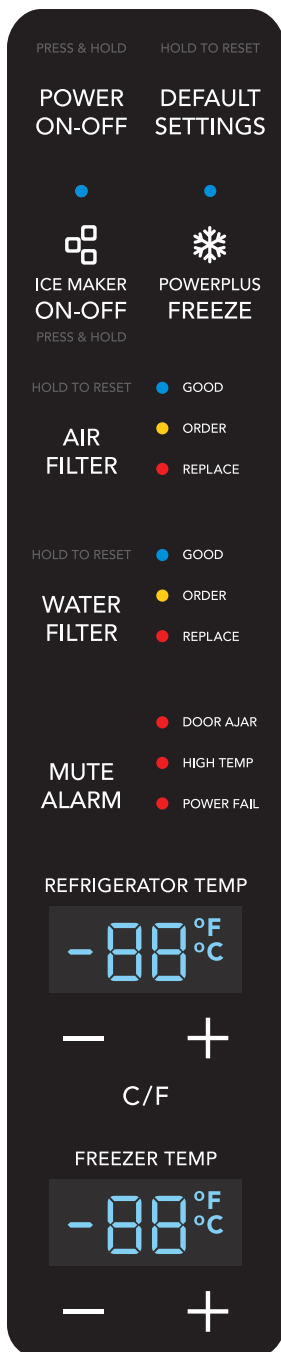 PRESS & HOLD
HOLD TO RESET
POWER
ON-OFF
DEFAULT
SETTINGS
ICE MAKER
ON-OFF
PRESS & HOLD
POWERPLUS
FREEZE
HOLD TO RESET
AIR
FILTER
GOOD
ORDER
REPLACE
HOLD TO RESET
WATER
FILTER
GOOD
ORDER
REPLACE
MUTE
ALARM
DOOR AJAR
HIGH TEMP
POWER FAIL
REFRIGERATOR TEMP
-88°F
°C
— +
C/F
FREEZER TEMP
-88°F
°C
— +